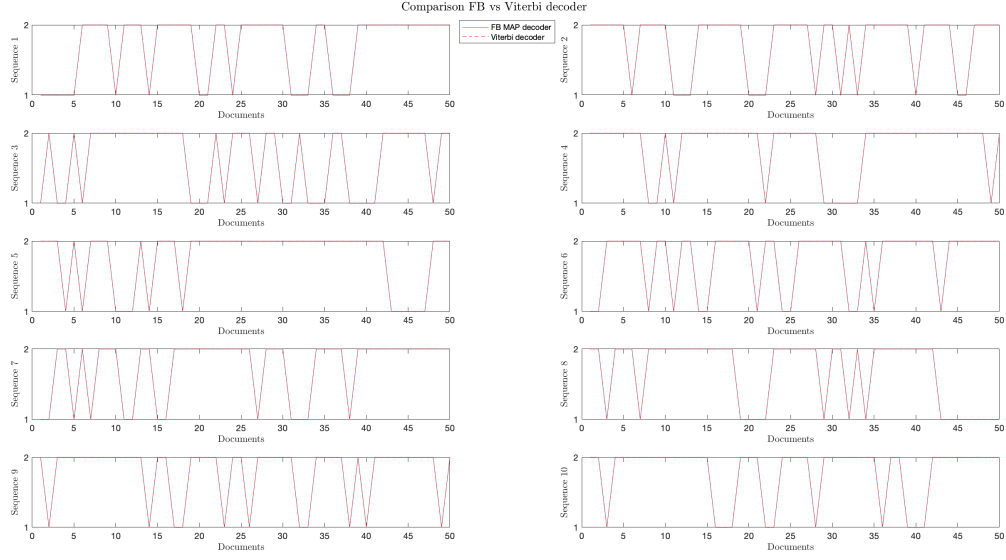 Comparison FB vs Viterbi decoder
FB MAP decoder
Viterbi decoder
Sequence 1
2
1
0 5 10 15 20 25 30 35 40 45 50
Documents
Sequence 2
2
1
0 5 10 15 20 25 30 35 40 45 50
Documents
Sequence 3
2
1
0 5 10 15 20 25 30 35 40 45 50
Documents
Sequence 4
2
1
0 5 10 15 20 25 30 35 40 45 50
Documents
Sequence 5
2
1
0 5 10 15 20 25 30 35 40 45 50
Documents
Sequence 6
2
1
0 5 10 15 20 25 30 35 40 45 50
Documents
Sequence 7
2
1
0 5 10 15 20 25 30 35 40 45 50
Documents
Sequence 8
2
1
0 5 10 15 20 25 30 35 40 45 50
Documents
Sequence 9
2
1
0 5 10 15 20 25 30 35 40 45 50
Documents
Sequence 10
2
1
0 5 10 15 20 25 30 35 40 45 50
Documents